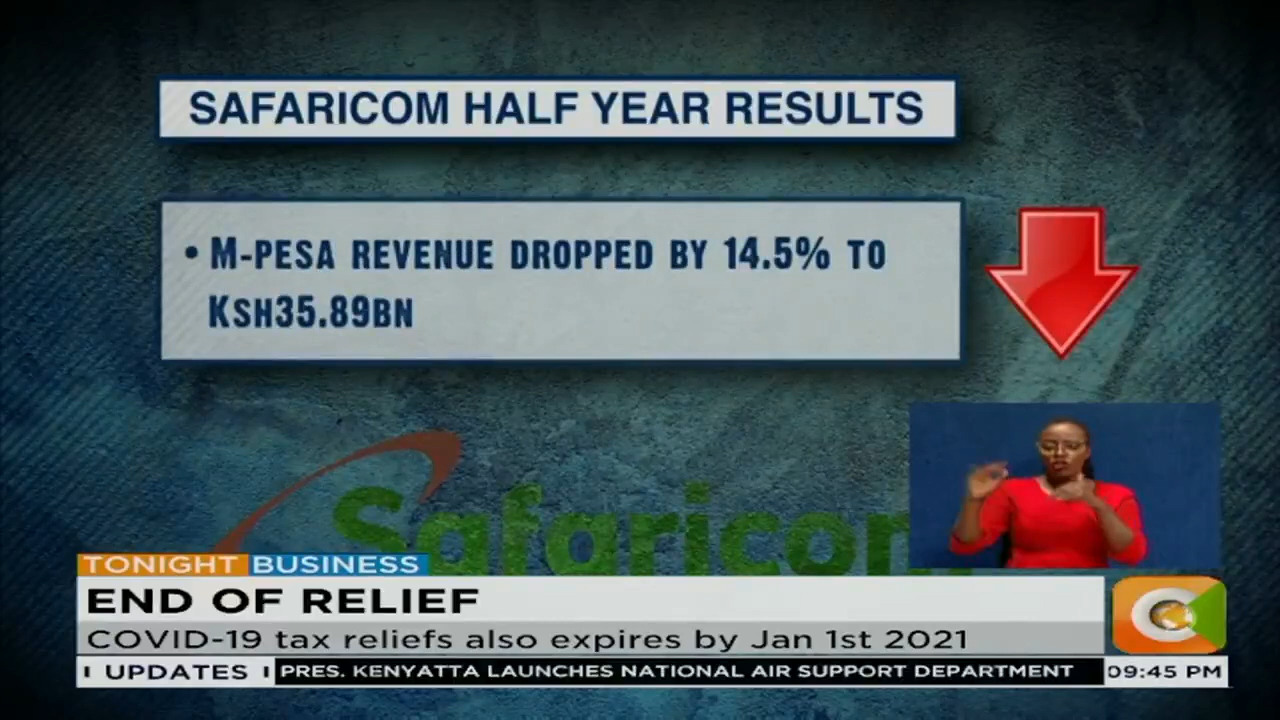 SAFARICOM HALF YEAR RESULTS
• M-PESA REVENUE DROPPED BY 14.5% TO
KSH35.89BN
Safaricom
TONIGHT BUSINESS
END OF RELIEF
COVID-19 tax reliefs also expires by Jan 1st 2021
UPDATES PRES. KENYATTA LAUNCHES NATIONAL AIR SUPPORT DEPARTMENT 09:45 PM